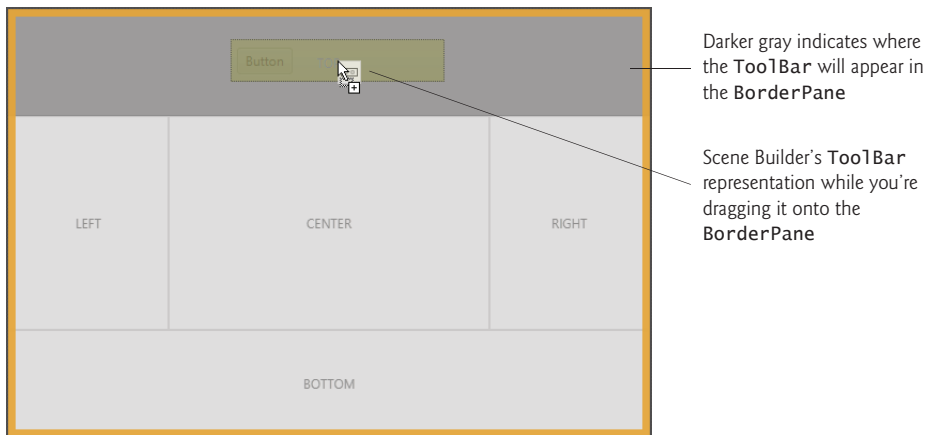 Darker gray indicates where
the ToolBar will appear in
the BorderPane
Button
Scene Builder's ToolBar
representation while you're
dragging it onto the
BorderPane
LEFT
CENTER
RIGHT
BOTTOM